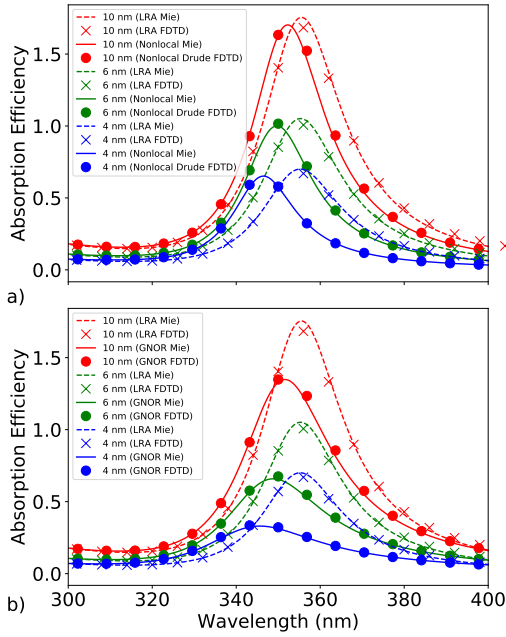 a)
Absorption Efficiency
1.5
1.0
0.5
0.0
10 nm (LRA Mie)
10 nm (LRA FDTD)
10 nm (Nonlocal Mie)
10 nm (Nonlocal Drude FDTD)
6 nm (LRA Mie)
6 nm (LRA FDTD)
6 nm (Nonlocal Mie)
6 nm (Nonlocal Drude FDTD)
4 nm (LRA Mie)
4 nm (LRA FDTD)
4 nm (Nonlocal Mie)
4 nm (Nonlocal Drude FDTD)
b)
Absorption Efficiency
1.5
1.0
0.5
0.0
10 nm (LRA Mie)
10 nm (LRA FDTD)
10 nm (GNOR Mie)
10 nm (GNOR FDTD)
6 nm (LRA Mie)
6 nm (LRA FDTD)
6 nm (GNOR Mie)
6 nm (GNOR FDTD)
4 nm (LRA Mie)
4 nm (LRA FDTD)
4 nm (GNOR Mie)
4 nm (GNOR FDTD)
300 320 340 360 380 400
Wavelength (nm)